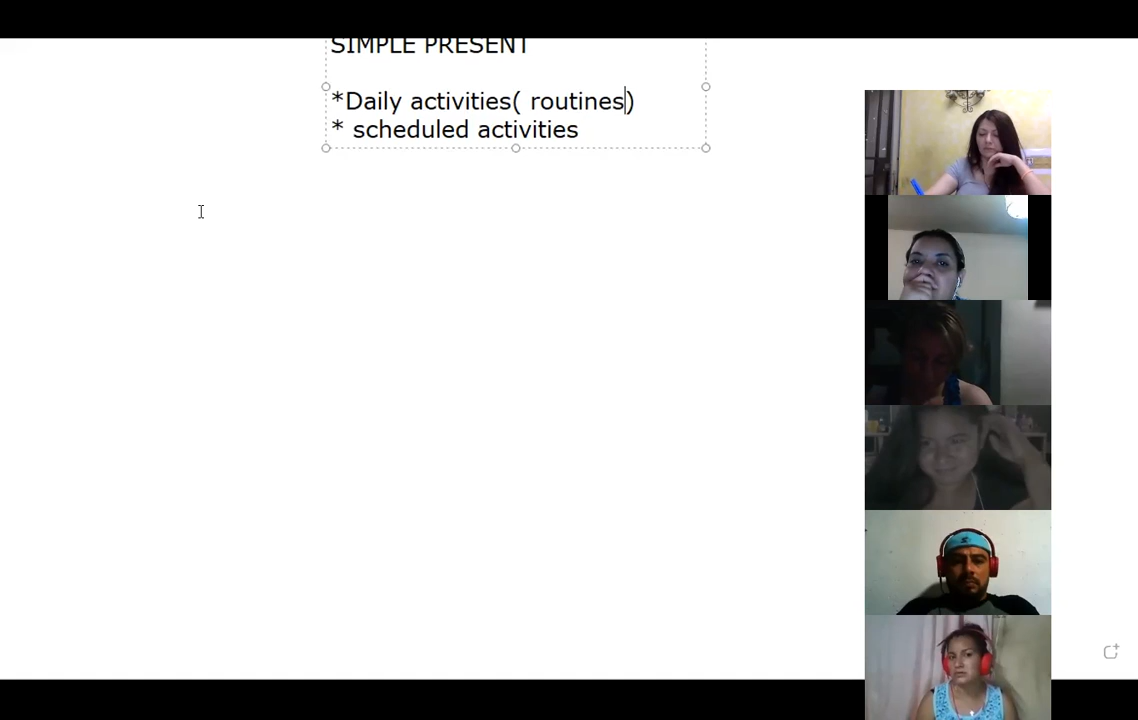 SIMPLE PRESENT
*Daily activities( routines)
* scheduled activities